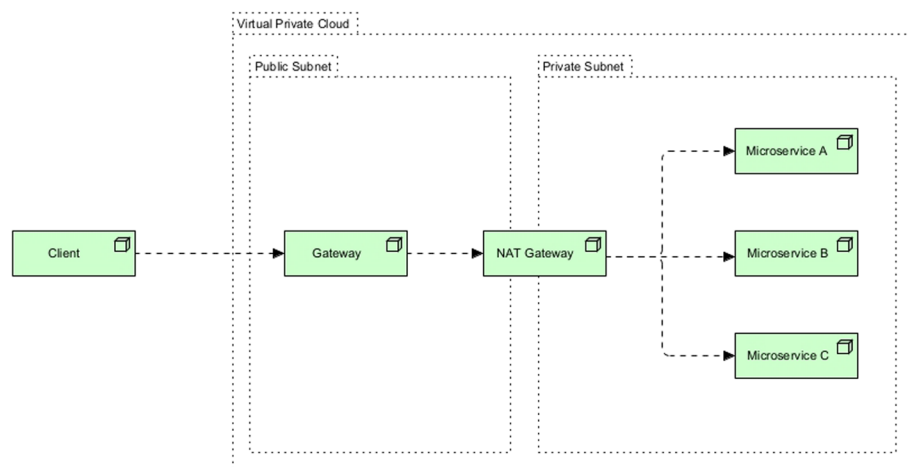 Virtual Private Cloud
Public Subnet
Private Subnet
Microservice A
Client
Gateway
NAT Gateway
Microservice B
Microservice C